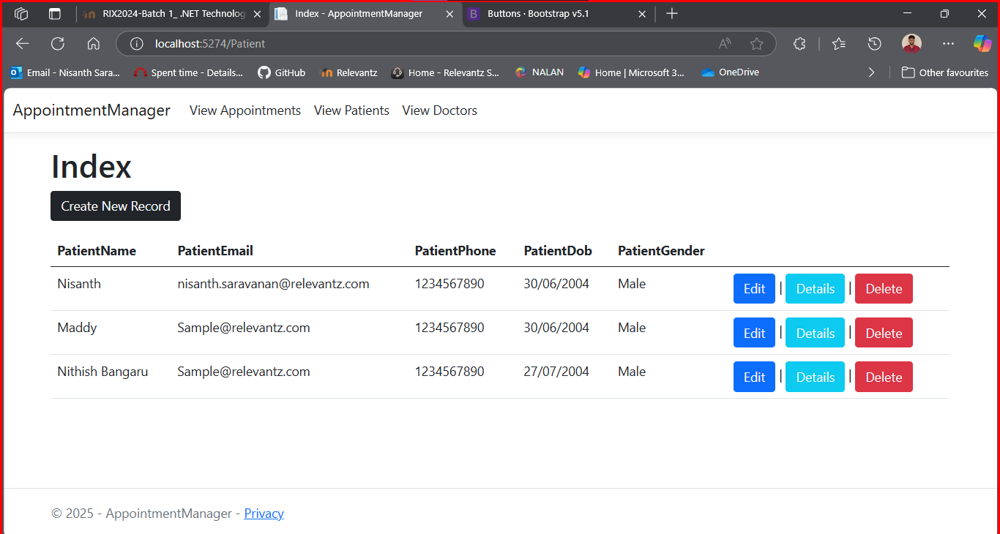 RIX2024-Batch 1_ .NET Technolog
Index - AppointmentManager
Buttons · Bootstrap v5.1
localhost:5274/Patient
Email - Nisanth Sara...
Spent time - Details...
GitHub
Relevantz
Home - Relevantz S...
NALAN
Home | Microsoft 3...
OneDrive
Other favourites
AppointmentManager View Appointments View Patients View Doctors
Index
Create New Record
PatientName PatientEmail PatientPhone PatientDob PatientGender
Nisanth nisanth.saravanan@relevantz.com 1234567890 30/06/2004 Male Edit | Details | Delete
Maddy Sample@relevantz.com 1234567890 30/06/2004 Male Edit | Details | Delete
Nithish Bangaru Sample@relevantz.com 1234567890 27/07/2004 Male Edit | Details | Delete
© 2025 - AppointmentManager - Privacy